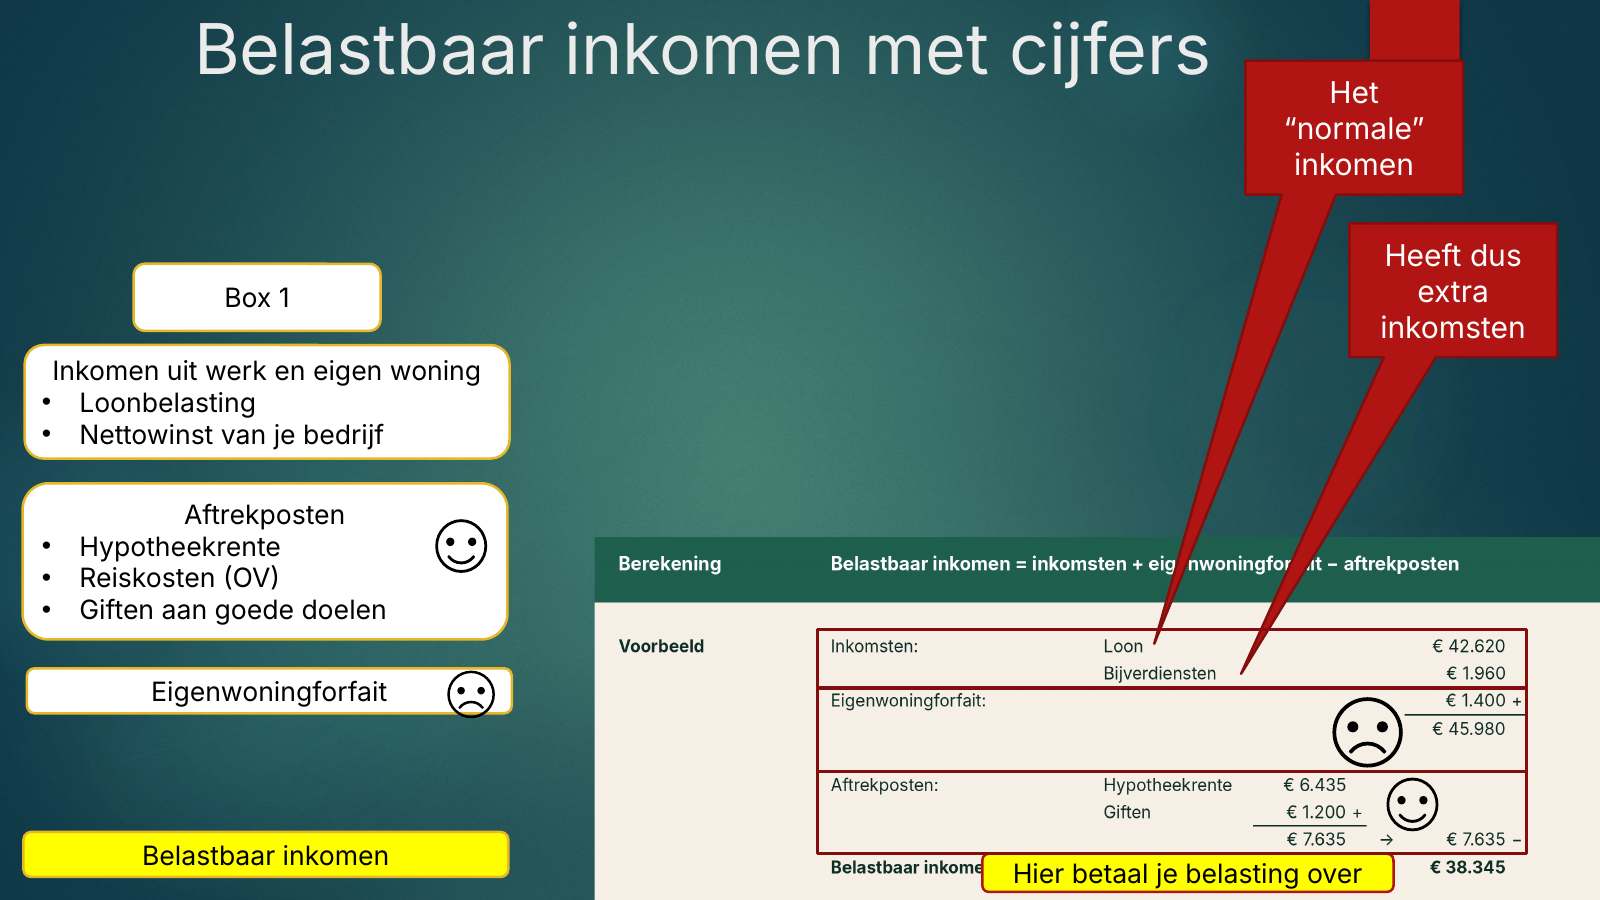 Belastbaar inkomen met cijfers
Het
“normale”
inkomen
Heeft dus
extra
inkomsten
Box 1
Inkomen uit werk en eigen woning
• Loonbelasting
• Nettowinst van je bedrijf
Aftrekposten
• Hypotheekrente
• Reiskosten (OV)
• Giften aan goede doelen
Eigenwoningforfait
Belastbaar inkomen
Berekening Belastbaar inkomen = inkomsten + eigenwoningforfait – aftrekposten
Voorbeeld Inkomsten: Loon € 42.620
Bijverdiensten € 1.960
Eigenwoningforfait: € 1.400 +
€ 45.980
Aftrekposten: Hypotheekrente € 6.435
Giften € 1.200 +
€ 7.635 → € 7.635 –
Belastbaar inkome € 38.345
Hier betaal je belasting over